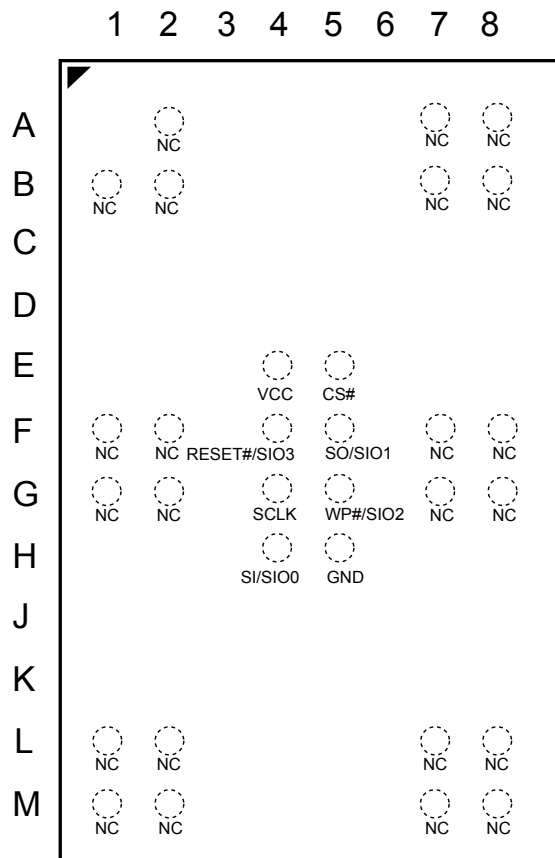 1 2 3 4 5 6 7 8
A
NC NC NC
B
NC NC NC NC
C
D
E
VCC CS#
F
NC NC RESET#/SIO3 SO/SIO1 NC NC
G
NC NC SCLK WP#/SIO2 NC NC
H
SI/SIO0 GND
J
K
L
NC NC NC NC
M
NC NC NC NC